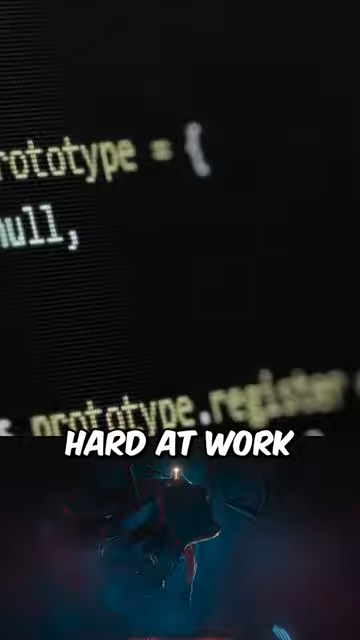 rototype = {
null,
prototype.register
HARD AT WORK